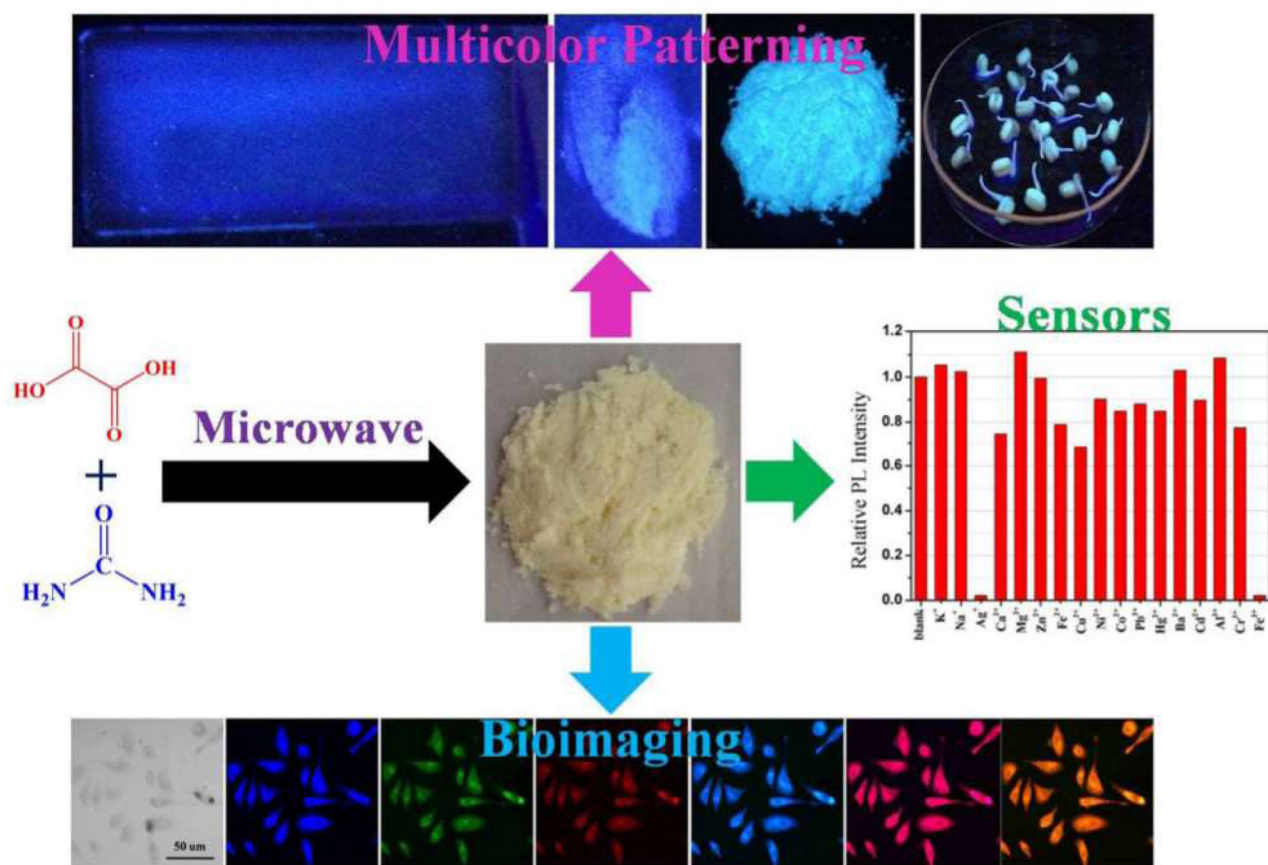 Multicolor Patterning
O
OH
HO
O
+
O
C
H₂N
NH₂
Microwave
Sensors
Relative PL Intensity
1.2
1.0
0.8
0.6
0.4
0.2
0.0
blank
K⁺
Na⁺
Ag⁺
Ca²⁺
Mg²⁺
Zn²⁺
Fe²⁺
Cu²⁺
Ni²⁺
Co²⁺
Pb²⁺
Hg²⁺
Ba²⁺
Cd²⁺
Al³⁺
Cr³⁺
Fe³⁺
Bioimaging
50 um